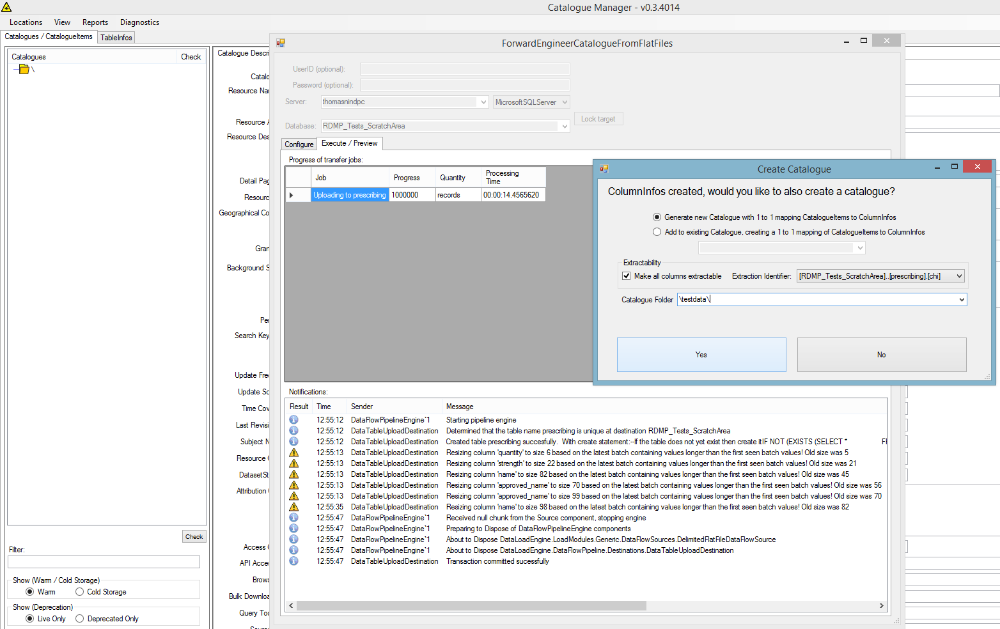 Catalogue Manager - v0.3.4014
Locations View Reports Diagnostics
Catalogues / CatalogueItems TableInfos
Catalogues Check
\
Check
Filter:
Show (Warm / Cold Storage)
Warm Cold Storage
Show (Deprecation)
Live Only Deprecated Only
Catalogue Descri
Catalo
Resource Na
Resource A
Resource Des
Detail Pag
Resourc
Geographical Co
Gran
Background S
Per
Search Key
Update Fre
Update So
Time Cov
Last Revisi
Subject N
Resource
DatasetSt
Attribution
Access
API Acces
Brows
Bulk Downloa
Query Too
ForwardEngineerCatalogueFromFlatFiles
UserID (optional):
Password (optional):
Server: thomasnindpc MicrosoftSQLServer
Lock target
Database: RDMP_Tests_ScratchArea
Configure Execute / Preview
Progress of transfer jobs:
Job Progress Quantity Processing Time
Uploading to prescribing 1000000 records 00:00:14.4565620
Notifications:
Result Time Sender Message
12:55:12 DataFlowPipelineEngine`1 Starting pipeline engine
12:55:12 DataTableUploadDestination Determined that the table name prescribing is unique at destination RDMP_Tests_ScratchArea
12:55:12 DataTableUploadDestination Created table prescribing succesfully. With create statement:--If the table does not yet exist then create itIF NOT (EXISTS (SELECT * FI
12:55:13 DataTableUploadDestination Resizing column 'quantity' to size 6 based on the latest batch containing values longer than the first seen batch values! Old size was 5
12:55:13 DataTableUploadDestination Resizing column 'strength' to size 22 based on the latest batch containing values longer than the first seen batch values! Old size was 21
12:55:13 DataTableUploadDestination Resizing column 'name' to size 82 based on the latest batch containing values longer than the first seen batch values! Old size was 45
12:55:13 DataTableUploadDestination Resizing column 'approved_name' to size 70 based on the latest batch containing values longer than the first seen batch values! Old size was 56
12:55:13 DataTableUploadDestination Resizing column 'approved_name' to size 99 based on the latest batch containing values longer than the first seen batch values! Old size was 70
12:55:35 DataTableUploadDestination Resizing column 'name' to size 98 based on the latest batch containing values longer than the first seen batch values! Old size was 82
12:55:47 DataFlowPipelineEngine`1 Received null chunk from the Source component, stopping engine
12:55:47 DataFlowPipelineEngine`1 Preparing to Dispose of DataFlowPipelineEngine components
12:55:47 DataFlowPipelineEngine`1 About to Dispose DataLoadEngine.LoadModules.Generic.DataFlowSources.DelimitedFlatFileDataFlowSource
12:55:47 DataFlowPipelineEngine`1 About to Dispose DataLoadEngine.DataFlowPipeline.Destinations.DataTableUploadDestination
12:55:47 DataTableUploadDestination Transaction committed sucessfully
Create Catalogue
ColumnInfos created, would you like to also create a catalogue?
Generate new Catalogue with 1 to 1 mapping CatalogueItems to ColumnInfos
Add to existing Catalogue, creating a 1 to 1 mapping of CatalogueItems to ColumnInfos
Extractability
Make all columns extractable Extraction Identifier: [RDMP_Tests_ScratchArea]..[prescribing].[chi]
Catalogue Folder \testdata\
Yes No